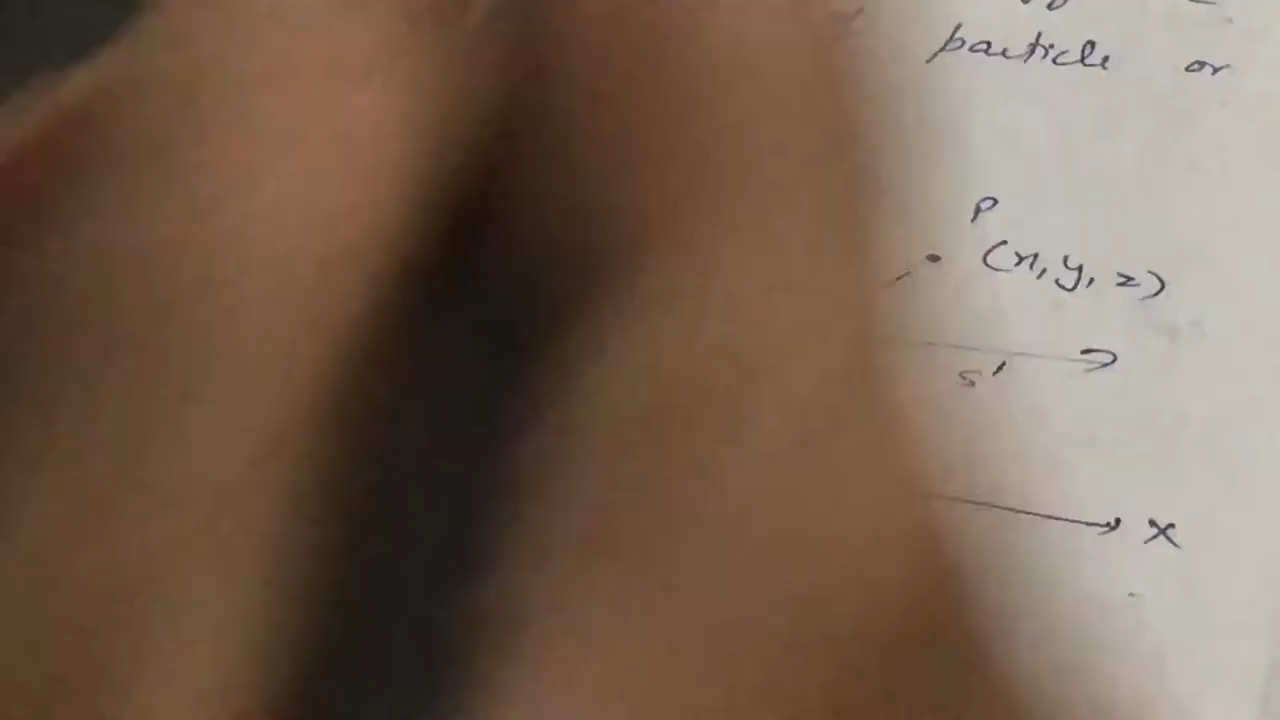 particle or
P
(x, y, z)
s'
X